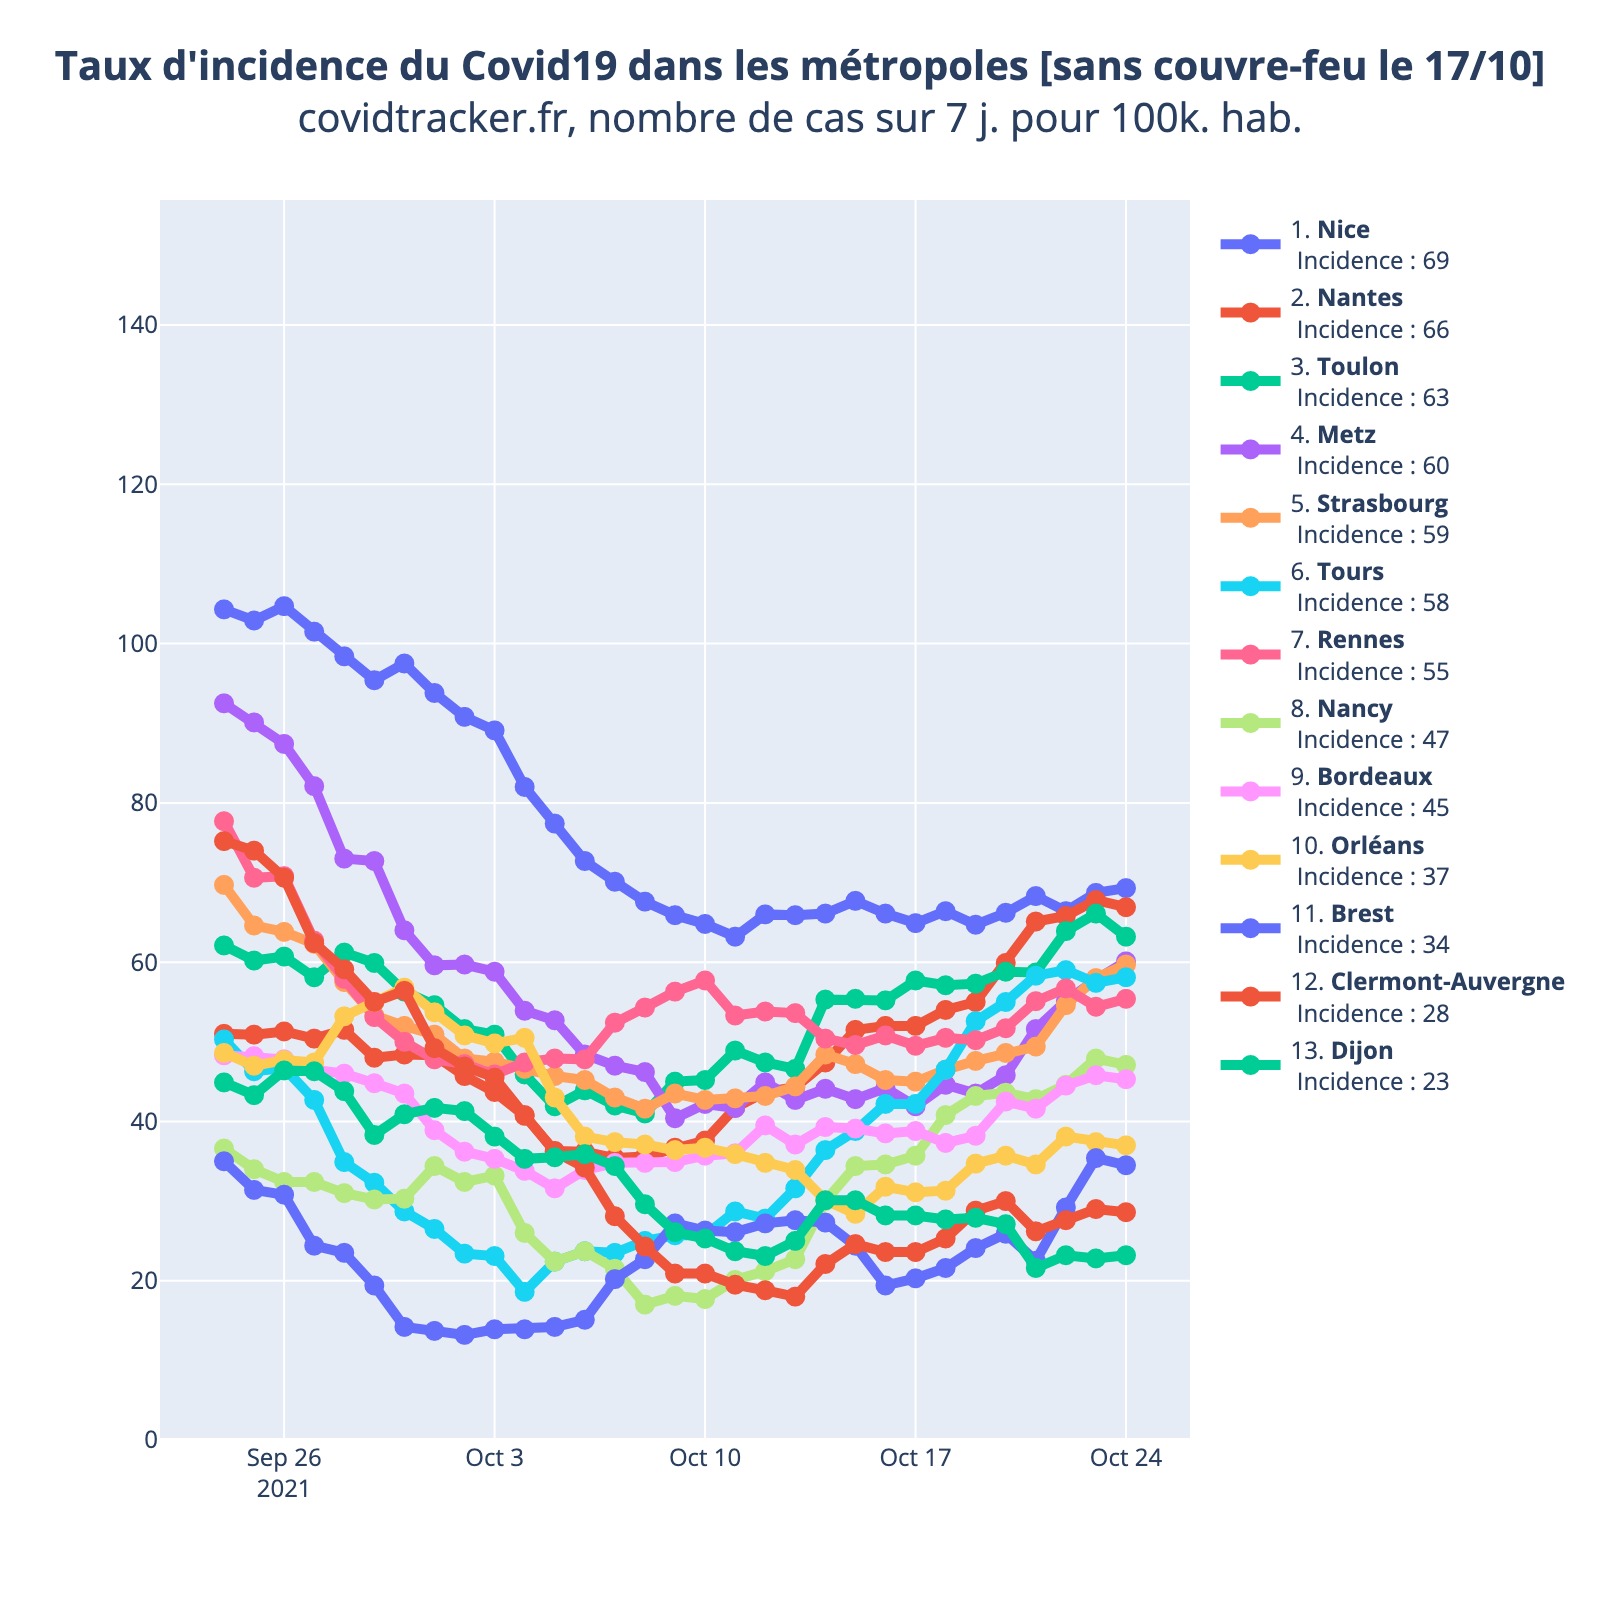 Taux d'incidence du Covid19 dans les métropoles [sans couvre-feu le 17/10]
covidtracker.fr, nombre de cas sur 7 j. pour 100k. hab.
140
120
100
80
60
40
20
0
Sep 26
2021
Oct 3
Oct 10
Oct 17
Oct 24
1. Nice
Incidence : 69
2. Nantes
Incidence : 66
3. Toulon
Incidence : 63
4. Metz
Incidence : 60
5. Strasbourg
Incidence : 59
6. Tours
Incidence : 58
7. Rennes
Incidence : 55
8. Nancy
Incidence : 47
9. Bordeaux
Incidence : 45
10. Orléans
Incidence : 37
11. Brest
Incidence : 34
12. Clermont-Auvergne
Incidence : 28
13. Dijon
Incidence : 23